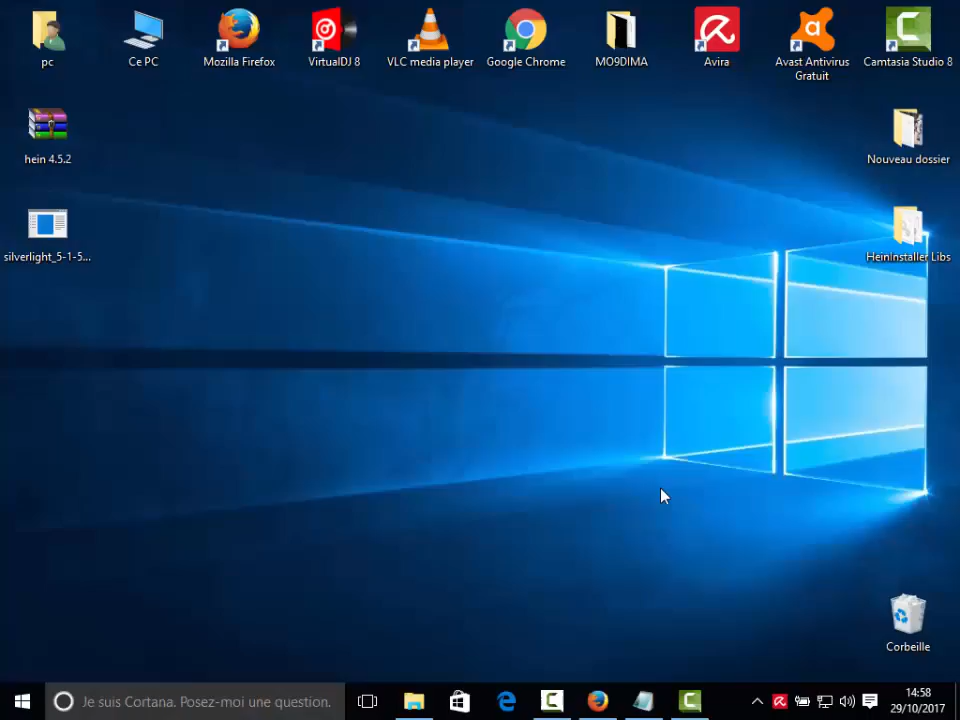 pc
Ce PC
Mozilla Firefox
VirtualDJ 8
VLC media player
Google Chrome
MO9DIMA
Avira
Avast Antivirus
Gratuit
Camtasia Studio 8
hein 4.5.2
Nouveau dossier
silverlight_5-1-5...
HeinInstaller Libs
Corbeille
Je suis Cortana. Posez-moi une question.
14:58
29/10/2017